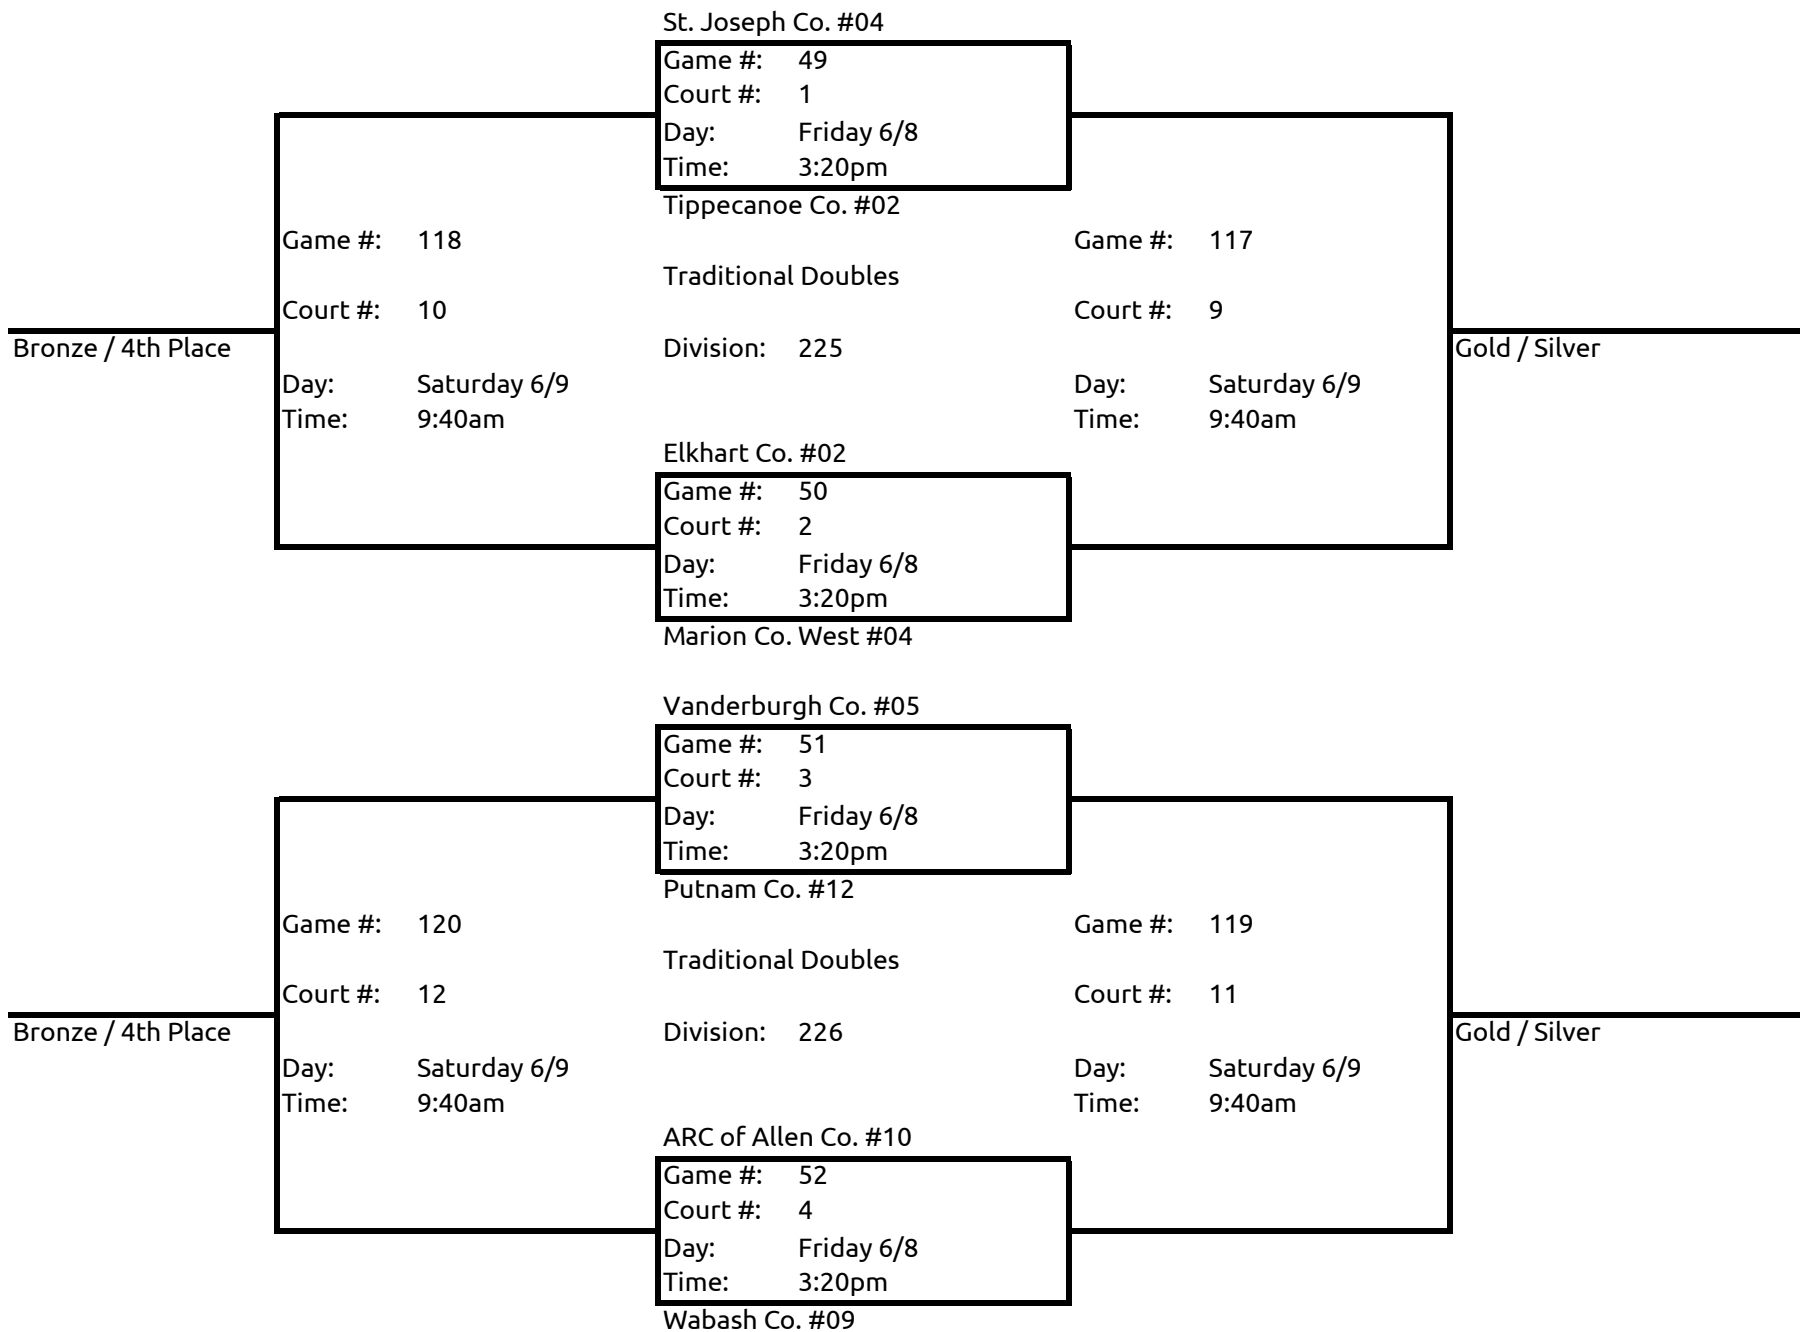 St. Joseph Co. #04
Game #: 49
Court #: 1
Day: Friday 6/8
Time: 3:20pm
Tippecanoe Co. #02
Game #: 118
Game #: 117
Traditional Doubles
Court #: 10
Court #: 9
Bronze / 4th Place
Division: 225
Gold / Silver
Day: Saturday 6/9
Day: Saturday 6/9
Time: 9:40am
Time: 9:40am
Elkhart Co. #02
Game #: 50
Court #: 2
Day: Friday 6/8
Time: 3:20pm
Marion Co. West #04
Vanderburgh Co. #05
Game #: 51
Court #: 3
Day: Friday 6/8
Time: 3:20pm
Putnam Co. #12
Game #: 120
Game #: 119
Traditional Doubles
Court #: 12
Court #: 11
Bronze / 4th Place
Division: 226
Gold / Silver
Day: Saturday 6/9
Day: Saturday 6/9
Time: 9:40am
Time: 9:40am
ARC of Allen Co. #10
Game #: 52
Court #: 4
Day: Friday 6/8
Time: 3:20pm
Wabash Co. #09